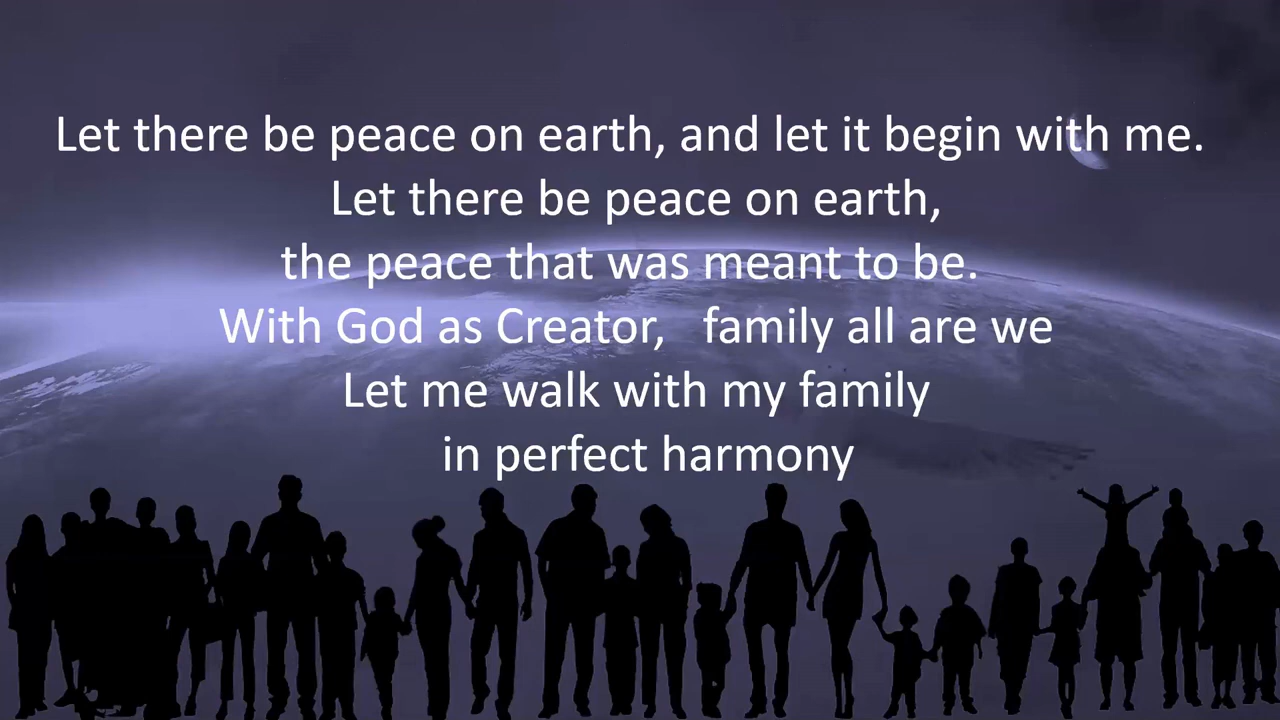 Let there be peace on earth, and let it begin with me.
Let there be peace on earth,
the peace that was meant to be.
With God as Creator,   family all are we
Let me walk with my family
in perfect harmony